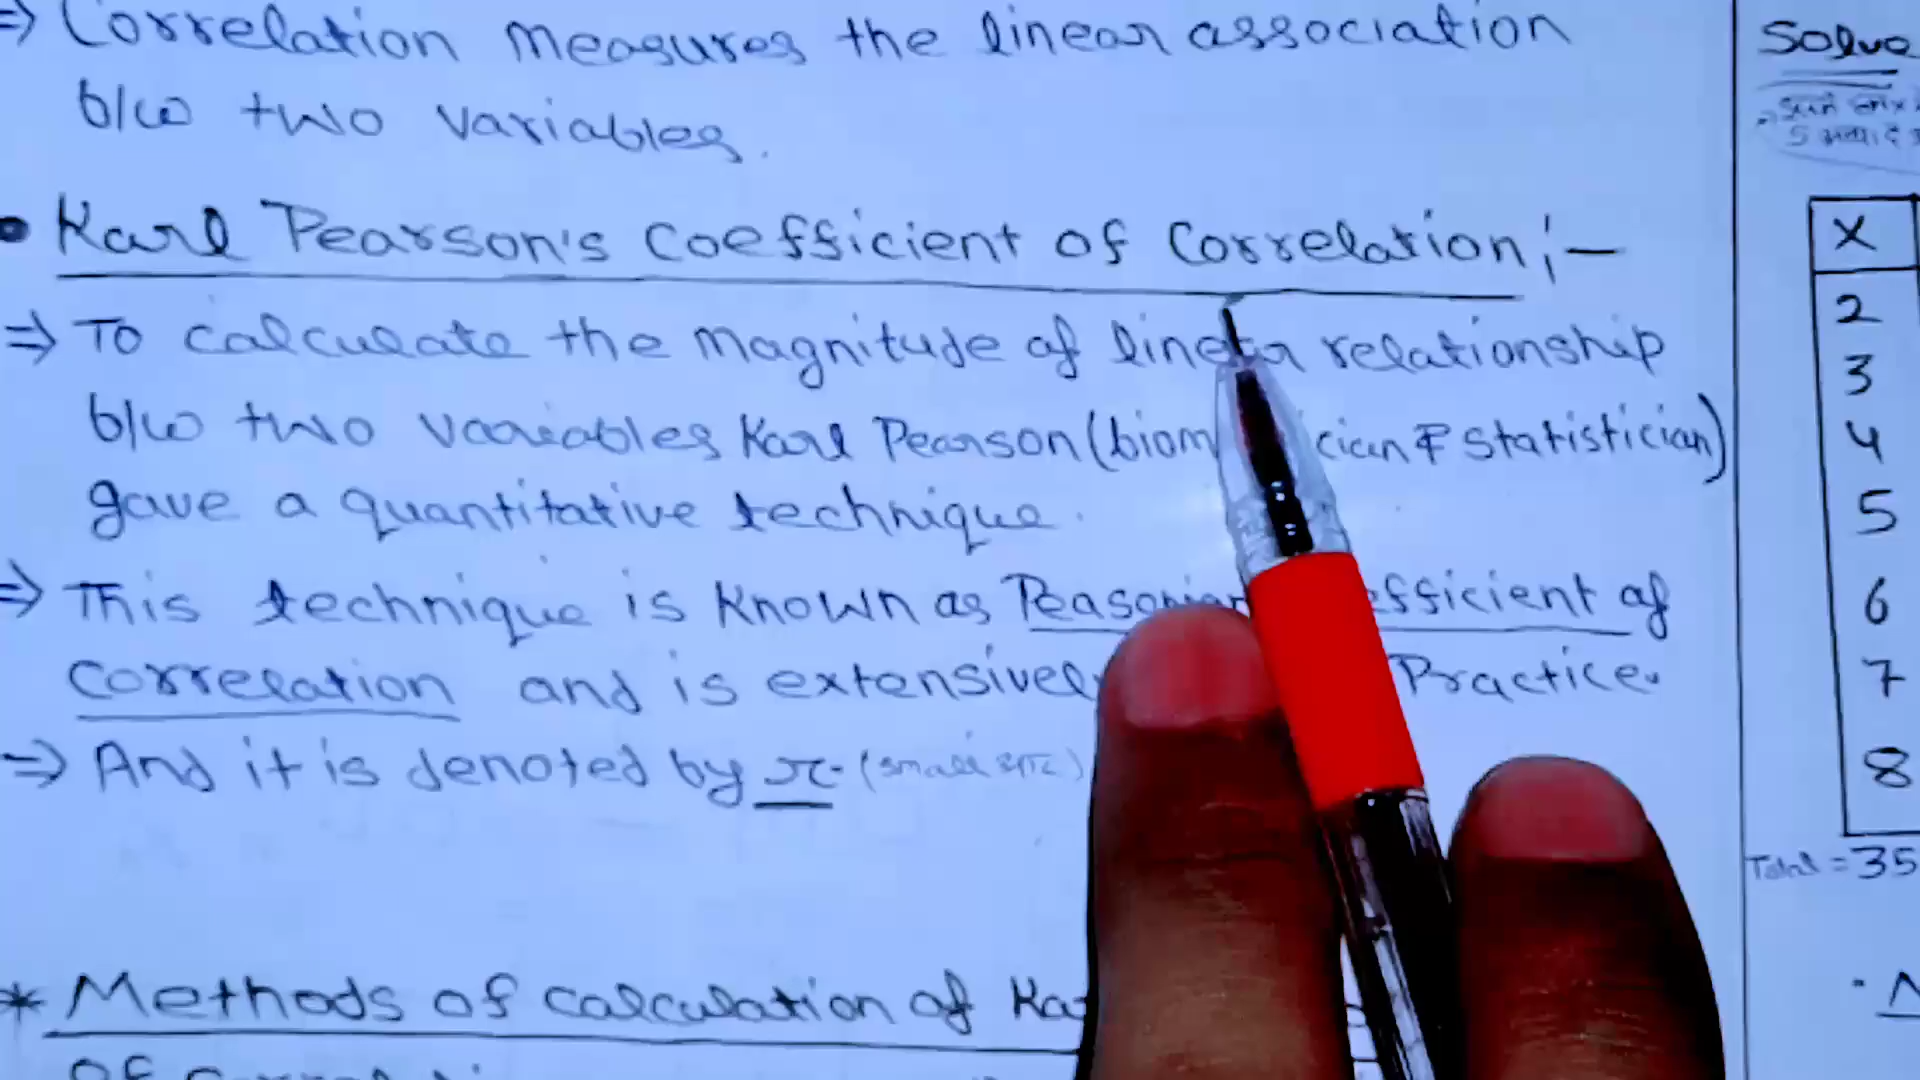 ⇒ Correlation measures the linear association
b/w two variables.
• Karl Pearson's coefficient of Correlation :-
⇒ To calculate the magnitude of linear relationship
b/w two variables Karl Pearson (biom cian & statistician)
gave a quantitative technique.
⇒ This technique is known as efficient of
correlation and is extensivel Practice.
⇒ And it is denoted by r (small
* Methods of calculation of Ka
of
Solve
X
2
3
4
5
6
7
8
Total = 35